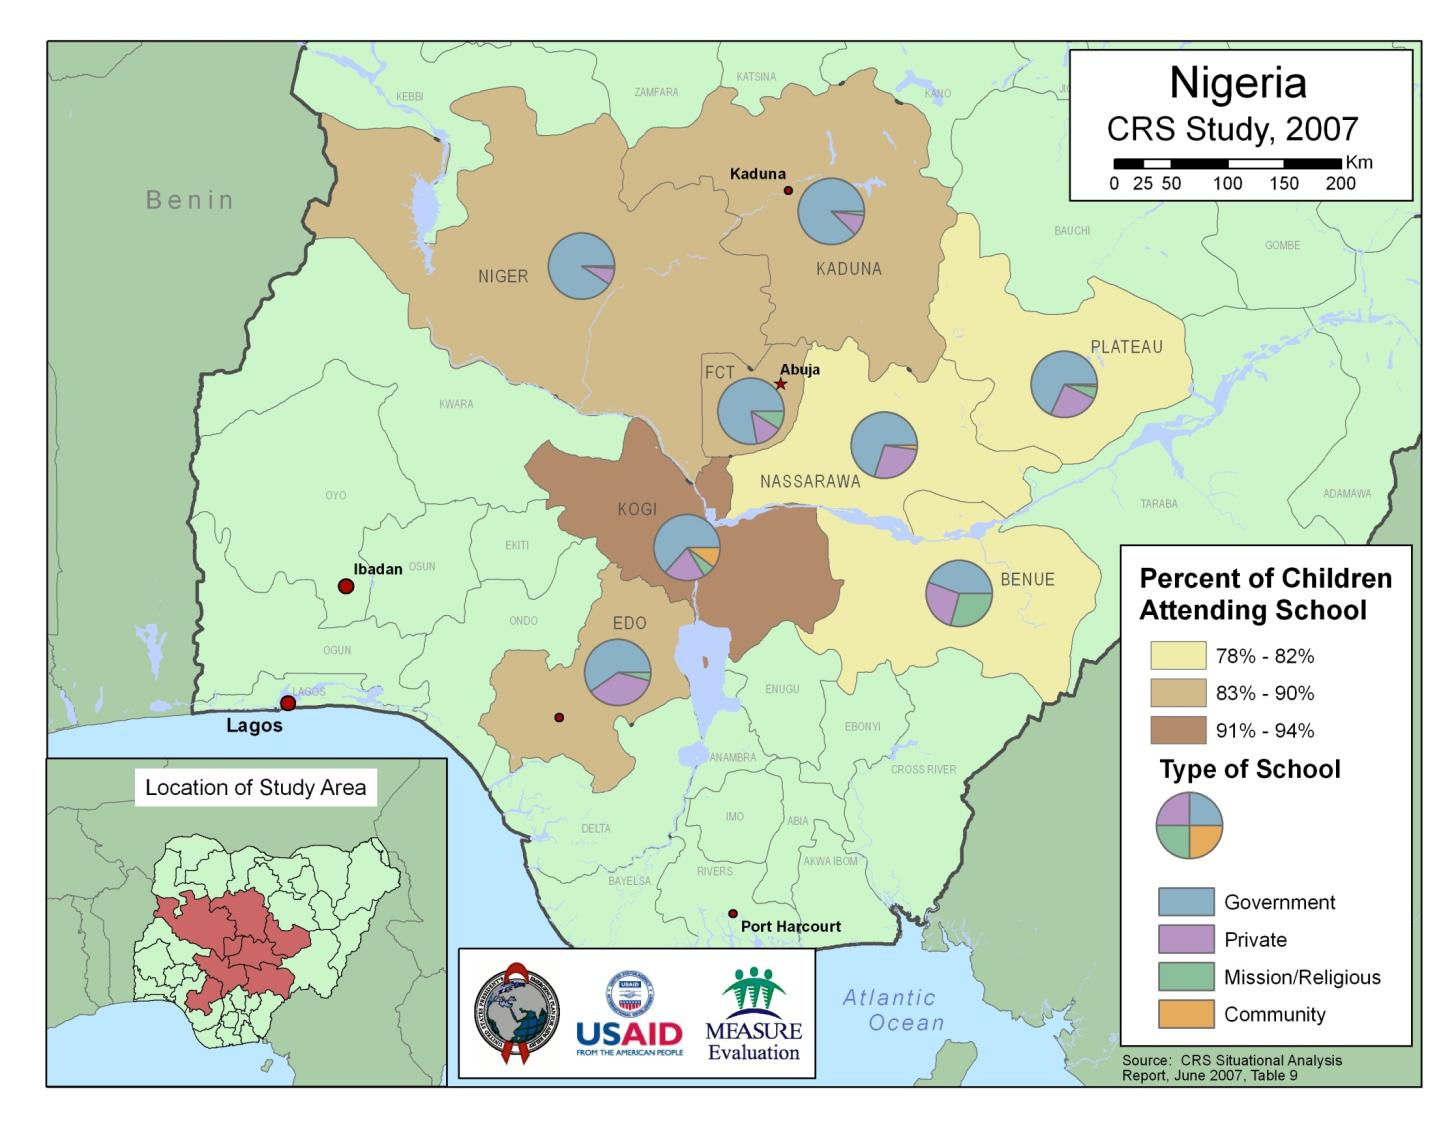 Nigeria
CRS Study, 2007
Km
0 25 50 100 150 200
KATSINA
KEBBI
ZAMFARA
KANO
Benin
Kaduna
BAUCHI
GOMBE
NIGER
KADUNA
PLATEAU
FCT
Abuja
KWARA
NASSARAWA
OYO
KOGI
TARABA
ADAMAWA
EKITI
Ibadan
OSUN
BENUE
ONDO
EDO
OGUN
LAGOS
Lagos
ENUGU
EBONYI
ANAMBRA
CROSS RIVER
IMO
ABIA
DELTA
AKWA IBOM
RIVERS
BAYELSA
Port Harcourt
Atlantic
Ocean
Percent of Children
Attending School
78% - 82%
83% - 90%
91% - 94%
Type of School
Government
Private
Mission/Religious
Community
Location of Study Area
USAID
USAID
FROM THE AMERICAN PEOPLE
MEASURE
Evaluation
Source: CRS Situational Analysis
Report, June 2007, Table 9